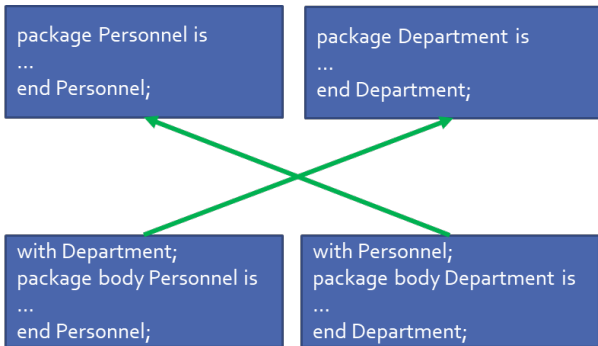 package Personnel is
...
end Personnel;
package Department is
...
end Department;
with Department;
package body Personnel is
...
end Personnel;
with Personnel;
package body Department is
...
end Department;